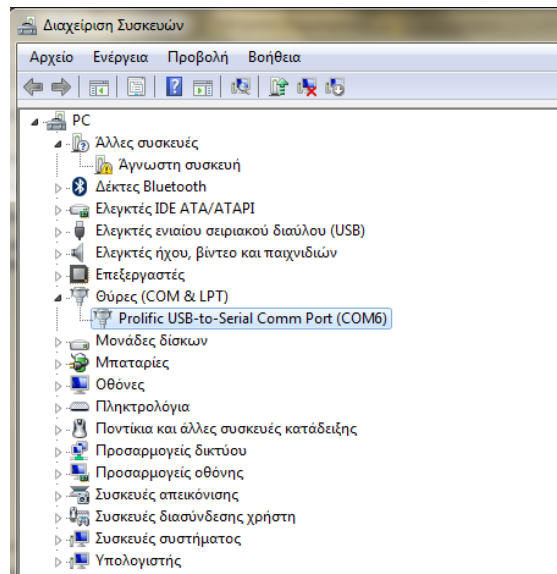 Διαχείριση Συσκευών
Αρχείο Ενέργεια Προβολή Βοήθεια
PC
Άλλες συσκευές
Άγνωστη συσκευή
Δέκτες Bluetooth
Ελεγκτές IDE ATA/ATAPI
Ελεγκτές ενιαίου σειριακού διαύλου (USB)
Ελεγκτές ήχου, βίντεο και παιχνιδιών
Επεξεργαστές
Θύρες (COM & LPT)
Prolific USB-to-Serial Comm Port (COM6)
Μονάδες δίσκων
Μπαταρίες
Οθόνες
Πληκτρολόγια
Ποντίκια και άλλες συσκευές κατάδειξης
Προσαρμογείς δικτύου
Προσαρμογείς οθόνης
Συσκευές απεικόνισης
Συσκευές διασύνδεσης χρήστη
Συσκευές συστήματος
Υπολογιστής